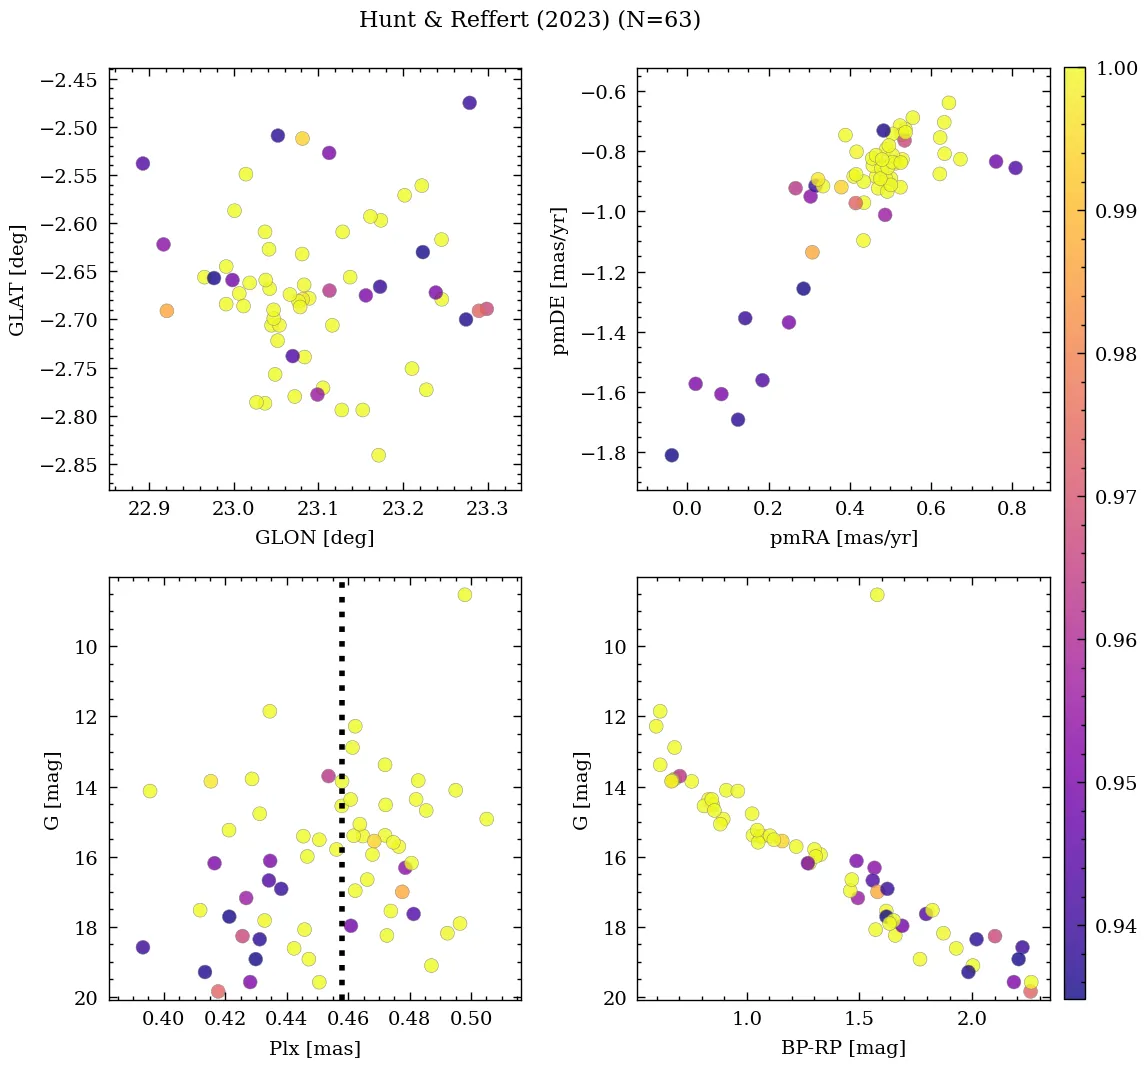 Hunt & Reffert (2023) (N=63)
−2.45
−2.50
−2.55
−2.60
−2.65
−2.70
−2.75
−2.80
−2.85
GLAT [deg]
22.9 23.0 23.1 23.2 23.3
GLON [deg]
−0.6
−0.8
−1.0
−1.2
−1.4
−1.6
−1.8
pmDE [mas/yr]
0.0 0.2 0.4 0.6 0.8
pmRA [mas/yr]
1.00
0.99
0.98
0.97
0.96
0.95
0.94
10
12
14
16
18
20
G [mag]
0.40 0.42 0.44 0.46 0.48 0.50
Plx [mas]
10
12
14
16
18
20
G [mag]
1.0 1.5 2.0
BP-RP [mag]